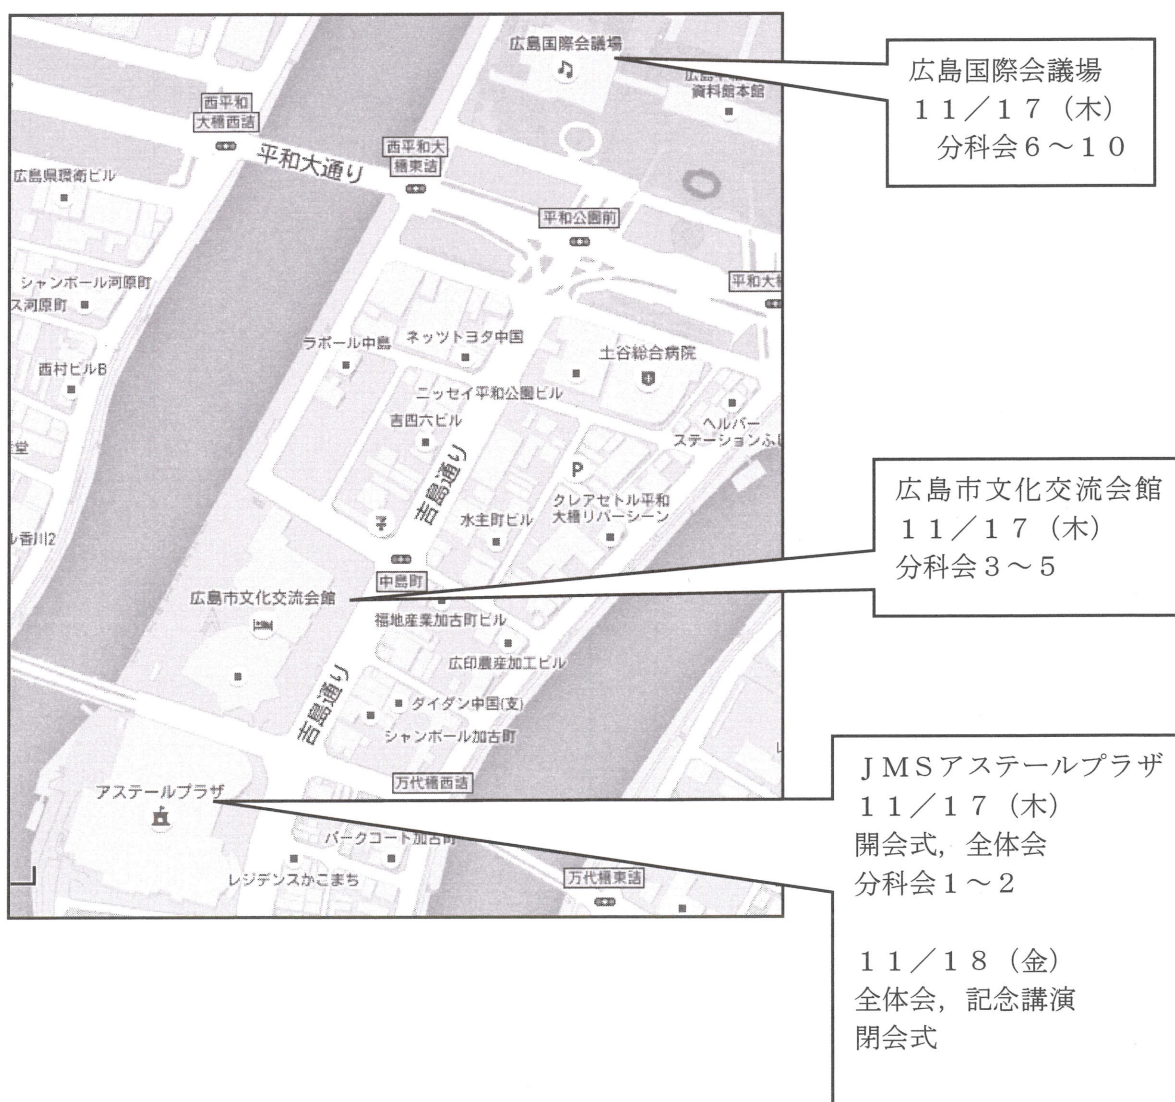 広島国際会議場
広島平和
資料館本館
西平和
大橋西詰
西平和大
橋東詰
平和大通り
広島県環衛ビル
平和公園前
平和大橋
シャンボール河原町
ス河原町
ラポール中島
ネッツトヨタ中国
土谷総合病院
西村ビルB
ニッセイ平和公園ビル
吉四六ビル
ヘルパー
ステーションふじ
堂
吉島通り
P
クレアセトル平和
大橋リバーシーン
水主町ビル
ル香川2
中島町
広島市文化交流会館
福地産業加古町ビル
広印農産加工ビル
吉島通り
ダイダン中国(支)
シャンボール加古町
万代橋西詰
アステールプラザ
パークコート加古町
レジデンスかこまち
万代橋東詰
広島国際会議場
11/17(木)
分科会6~10
広島市文化交流会館
11/17(木)
分科会3~5
JMSアステールプラザ
11/17(木)
開会式,全体会
分科会1~2
11/18(金)
全体会,記念講演
閉会式